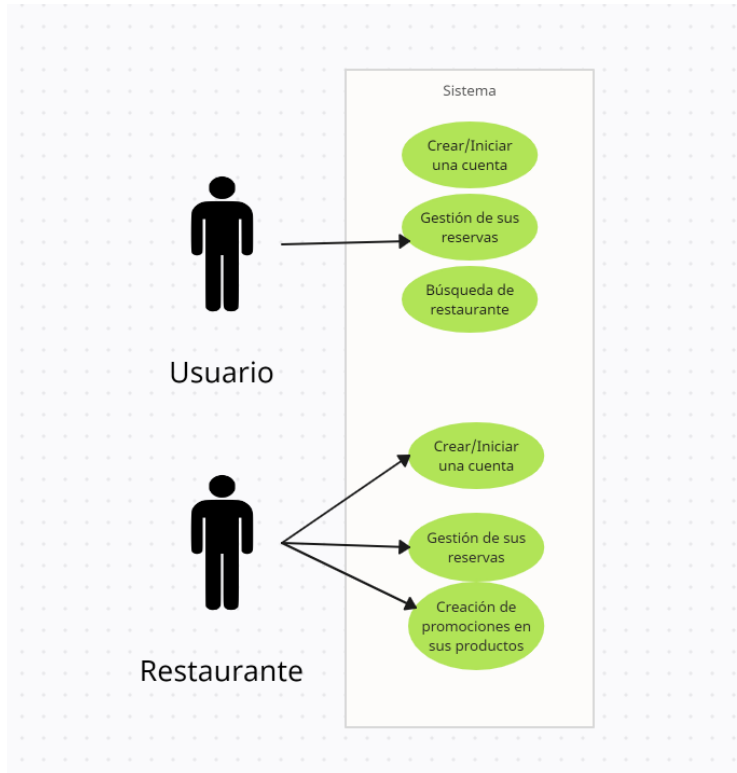 Sistema
Crear/Iniciar
una cuenta
Gestión de sus
reservas
Búsqueda de
restaurante
Usuario
Crear/Iniciar
una cuenta
Gestión de sus
reservas
Creación de
promociones en
sus productos
Restaurante